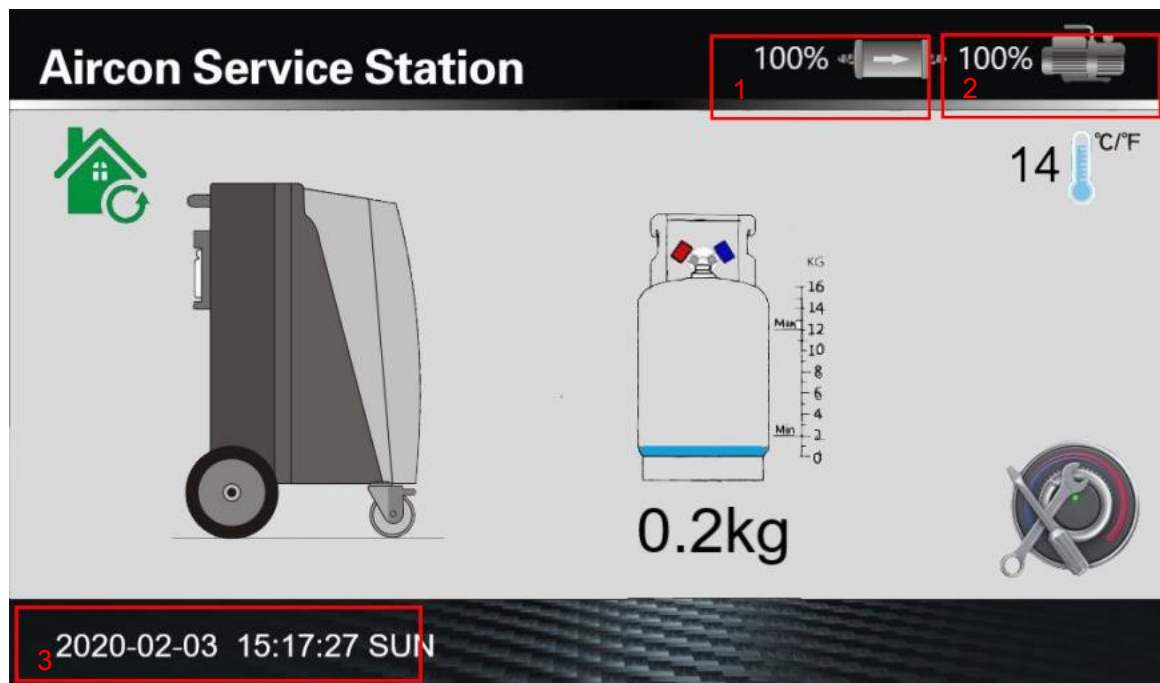 Aircon Service Station
100%
1
100%
2
14 °C/°F
KG
16
14
Max 12
10
8
6
4
Min 2
0
0.2kg
3
2020-02-03 15:17:27 SUN